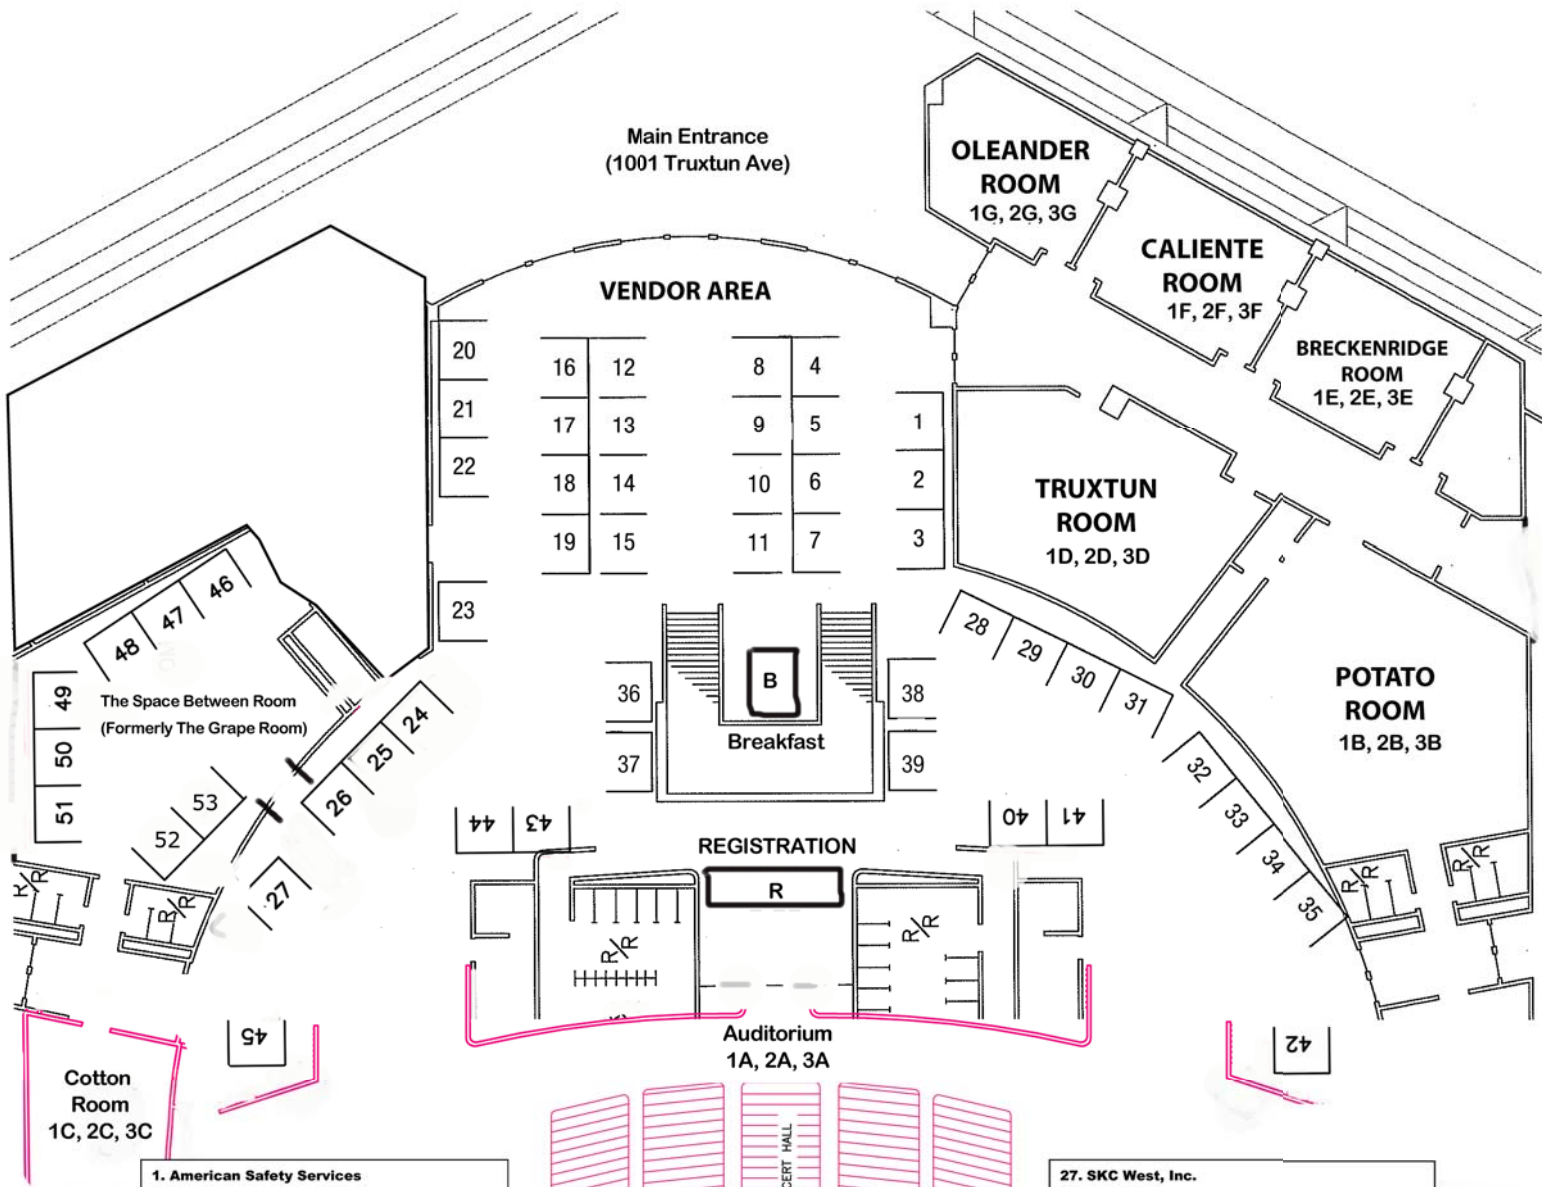 Main Entrance
(1001 Truxtun Ave)
OLEANDER
ROOM
1G, 2G, 3G
CALIENTE
ROOM
1F, 2F, 3F
BRECKENRIDGE
ROOM
1E, 2E, 3E
VENDOR AREA
20
21
22
23
16
12
17
13
18
14
19
15
8
4
9
5
10
6
11
7
1
2
3
TRUXTUN
ROOM
1D, 2D, 3D
POTATO
ROOM
1B, 2B, 3B
46
47
48
49
50
51
The Space Between Room
(Formerly The Grape Room)
52
53
24
25
26
27
28
29
30
31
32
33
34
35
36
37
38
39
B
Breakfast
44
43
40
41
REGISTRATION
R
R/R
R/R
R/R
R/R
R/R
R/R
45
42
Auditorium
1A, 2A, 3A
Cotton
Room
1C, 2C, 3C
CERT HALL
1. American Safety Services
27. SKC West, Inc.